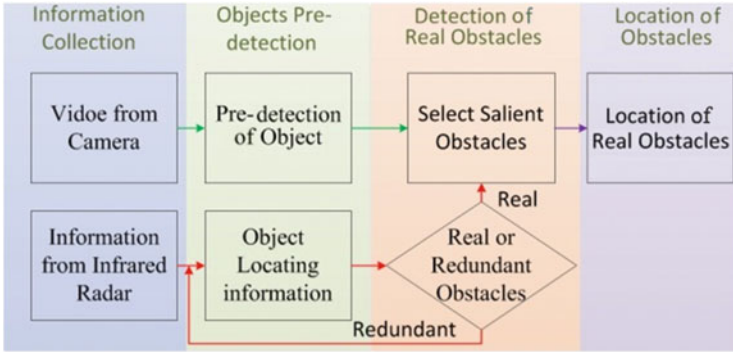 Information
Collection
Objects Pre-
detection
Detection of
Real Obstacles
Location of
Obstacles
Vidoe from
Camera
Pre-detection
of Object
Select Salient
Obstacles
Location of
Real Obstacles
Real
Information
from Infrared
Radar
Object
Locating
information
Real or
Redundant
Obstacles
Redundant